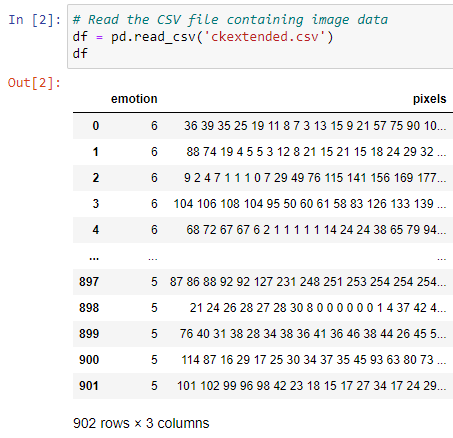 In [2]: # Read the CSV file containing image data
df = pd.read_csv('ckextended.csv')
df
Out[2]:
emotion pixels
0 6 36 39 35 25 19 11 8 7 3 13 15 9 21 57 75 90 10...
1 6 88 74 19 4 5 5 3 12 8 21 15 21 15 18 24 29 32 ...
2 6 9 2 4 7 1 1 1 0 7 29 49 76 115 141 156 169 177...
3 6 104 106 108 104 95 50 60 61 58 83 126 133 139 ...
4 6 68 72 67 67 6 2 1 1 1 1 1 14 24 24 38 65 79 94...
... ... ...
897 5 87 86 88 92 92 127 231 248 251 253 254 254 254...
898 5 21 24 26 28 27 28 30 8 0 0 0 0 0 0 1 4 37 42 4...
899 5 76 40 31 38 28 34 38 36 41 36 46 38 44 26 45 5...
900 5 114 87 16 29 17 25 30 34 37 35 45 93 63 80 73 ...
901 5 101 102 99 96 98 42 23 18 15 17 27 34 17 24 29...
902 rows × 3 columns